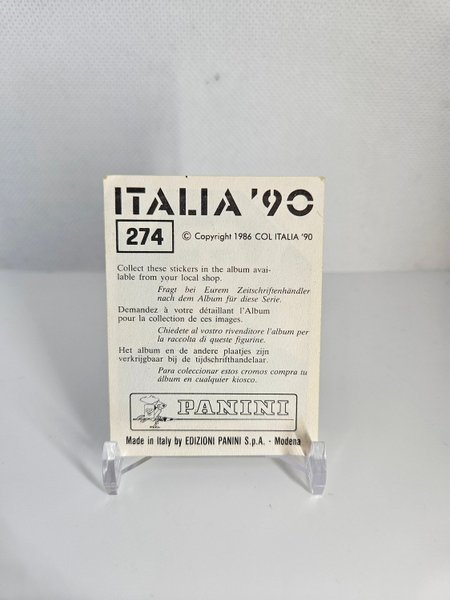 ITALIA '90
274 © Copyright 1986 COL ITALIA '90
Collect these stickers in the album avai-
lable from your local shop.
Fragt bei Eurem Zeitschriftenhändler
nach dem Album für diese Serie.
Demandez à votre détaillant l'Album
pour la collection de ces images.
Chiedete al vostro rivenditore l'album per
la raccolta di queste figurine.
Het album en de andere plaatjes zijn
verkrijgbaar bij de tijdschrifthandelaar.
Para coleccionar estos cromos compra tu
álbum en cualquier kiosco.
PANINI
Made in Italy by EDIZIONI PANINI S.p.A. - Modena